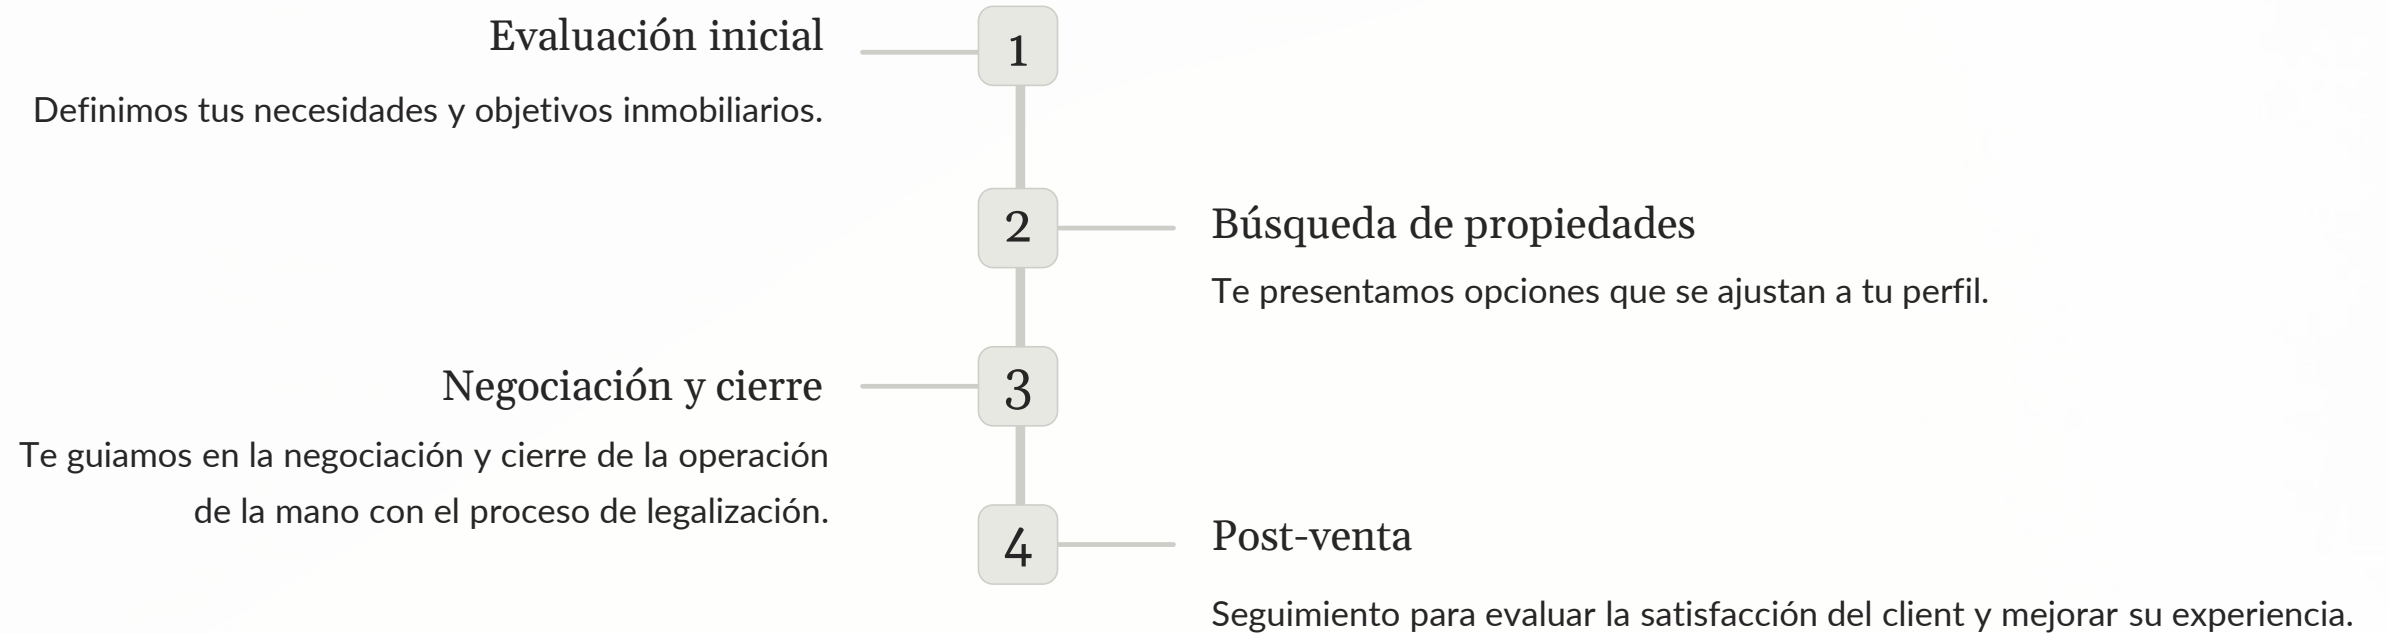 Evaluación inicial
1
Definimos tus necesidades y objetivos inmobiliarios.
2
Búsqueda de propiedades
Te presentamos opciones que se ajustan a tu perfil.
Negociación y cierre
3
Te guiamos en la negociación y cierre de la operación
de la mano con el proceso de legalización.
4
Post-venta
Seguimiento para evaluar la satisfacción del client y mejorar su experiencia.